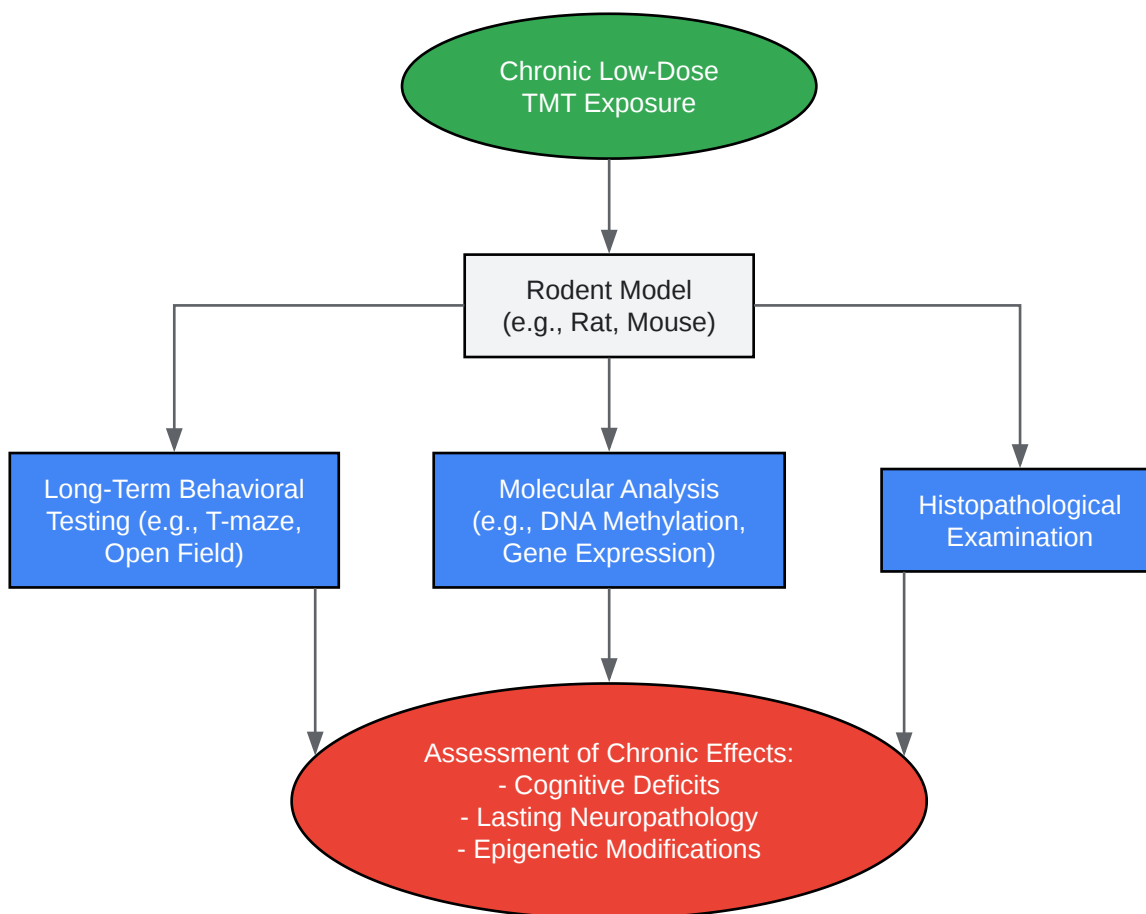 Chronic Low-Dose
TMT Exposure
Rodent Model
(e.g., Rat, Mouse)
Long-Term Behavioral
Testing (e.g., T-maze,
Open Field)
Molecular Analysis
(e.g., DNA Methylation,
Gene Expression)
Histopathological
Examination
Assessment of Chronic Effects:
- Cognitive Deficits
- Lasting Neuropathology
- Epigenetic Modifications